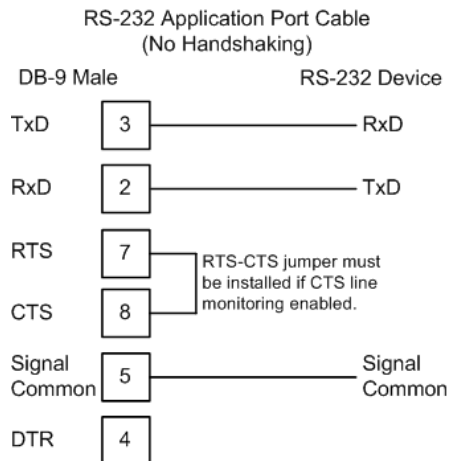 RS-232 Application Port Cable
(No Handshaking)
DB-9 Male RS-232 Device
TxD 3 RxD
RxD 2 TxD
RTS 7
RTS-CTS jumper must
be installed if CTS line
monitoring enabled.
CTS 8
Signal
Common 5 Signal
Common
DTR 4